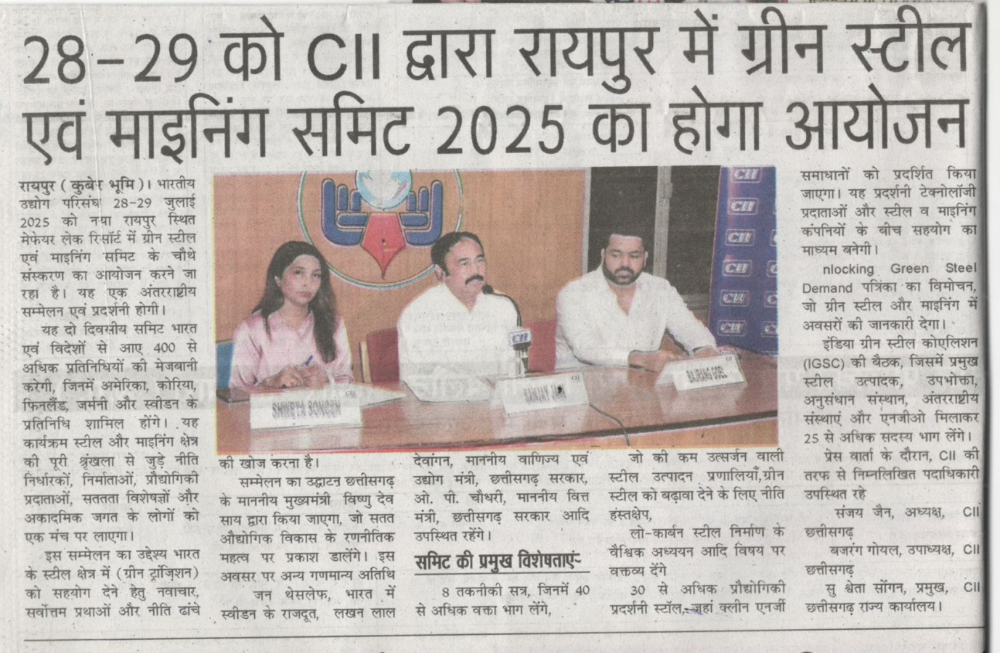 28-29 को CII द्वारा रायपुर में ग्रीन स्टील
एवं माइनिंग समिट 2025 का होगा आयोजन
रायपुर ( कुबेर भूमि )। भारतीय
उद्योग परिसंघ 28-29 जुलाई
2025 को नया रायपुर स्थित
मेफेयर लेक रिसॉर्ट में ग्रीन स्टील
एवं माइनिंग समिट के चौथे
संस्करण का आयोजन करने जा
रहा है। यह एक अंतरराष्ट्रीय
सम्मेलन एवं प्रदर्शनी होगी।
यह दो दिवसीय समिट भारत
एवं विदेशों से आए 400 से
अधिक प्रतिनिधियों की मेजबानी
करेगी, जिनमें अमेरिका, कोरिया,
फिनलैंड, जर्मनी और स्वीडन के
प्रतिनिधि शामिल होंगे। यह
कार्यक्रम स्टील और माइनिंग क्षेत्र
की पूरी श्रृंखला से जुड़े नीति
निर्धारकों, निर्माताओं, प्रौद्योगिकी
प्रदाताओं, सततता विशेषज्ञों और
अकादमिक जगत के लोगों को
एक मंच पर लाएगा।
इस सम्मेलन का उद्देश्य भारत
के स्टील क्षेत्र में (ग्रीन ट्रांज़िशन)
को सहयोग देने हेतु नवाचार,
सर्वोत्तम प्रथाओं और नीति ढांचे
CII
CII
CII
CII
CII
CII
CII
SHWETA SONGEN
SANJAY JAIN
BAJRANG GOEL
की खोज करना है।
सम्मेलन का उद्घाटन छत्तीसगढ़
के माननीय मुख्यमंत्री विष्णु देव
साय द्वारा किया जाएगा, जो सतत
औद्योगिक विकास के रणनीतिक
महत्व पर प्रकाश डालेंगे। इस
अवसर पर अन्य गणमान्य अतिथि
जन थेसलेफ, भारत में
स्वीडन के राजदूत, लखन लाल
देवांगन, माननीय वाणिज्य एवं
उद्योग मंत्री, छत्तीसगढ़ सरकार,
ओ. पी. चौधरी, माननीय वित्त
मंत्री, छत्तीसगढ़ सरकार आदि
उपस्थित रहेंगे।
समिट की प्रमुख विशेषताएं-
8 तकनीकी सत्र, जिनमें 40
से अधिक वक्ता भाग लेंगे,
जो की कम उत्सर्जन वाली
स्टील उत्पादन प्रणालियाँ,ग्रीन
स्टील को बढ़ावा देने के लिए नीति
हंस्तक्षेप,
लो-कार्बन स्टील निर्माण के
वैश्विक अध्ययन आदि विषय पर
वक्तव्य देंगे
30 से अधिक प्रौद्योगिकी
प्रदर्शनी स्टॉल, जहां क्लीन एनर्जी
समाधानों को प्रदर्शित किया
जाएगा। यह प्रदर्शनी टेक्नोलॉजी
प्रदाताओं और स्टील व माइनिंग
कंपनियों के बीच सहयोग का
माध्यम बनेगी।
nlocking Green Steel
Demand पत्रिका का विमोचन,
जो ग्रीन स्टील और माइनिंग में
अवसरों की जानकारी देगा।
इंडिया ग्रीन स्टील कोएलिशन
(IGSC) की बैठक, जिसमें प्रमुख
स्टील उत्पादक, उपभोक्ता,
अनुसंधान संस्थान, अंतरराष्ट्रीय
संस्थाएं और एनजीओ मिलाकर
25 से अधिक सदस्य भाग लेंगे।
प्रेस वार्ता के दौरान, CII की
तरफ से निम्नलिखित पदाधिकारी
उपस्थित रहे
संजय जैन, अध्यक्ष, CII
छत्तीसगढ़
बजरंग गोयल, उपाध्यक्ष, CII
छत्तीसगढ़
सु श्वेता सोंगन, प्रमुख, CII
छत्तीसगढ़ राज्य कार्यालय।